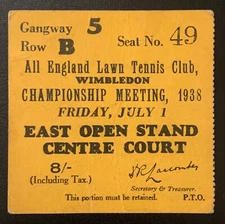 Gangway 5
Row B Seat No. 49
All England Lawn Tennis Club,
WIMBLEDON
CHAMPIONSHIP MEETING, 1938
FRIDAY, JULY 1
EAST OPEN STAND
CENTRE COURT
8/-
(Including Tax.)
Secretary & Treasurer.
This portion must be retained. P.T.O.